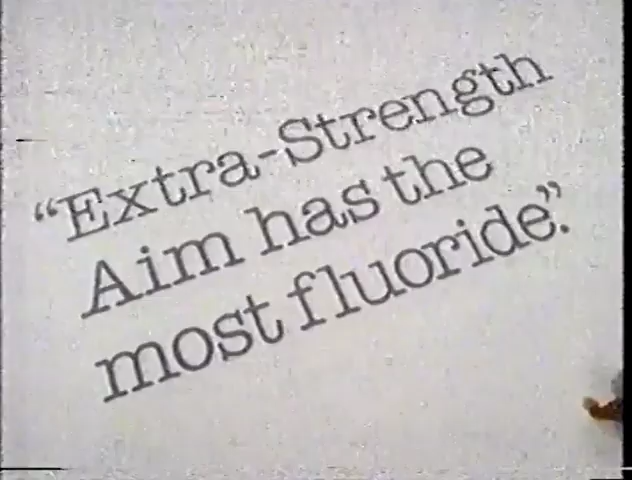 “Extra-Strength
Aim has the
most fluoride.”